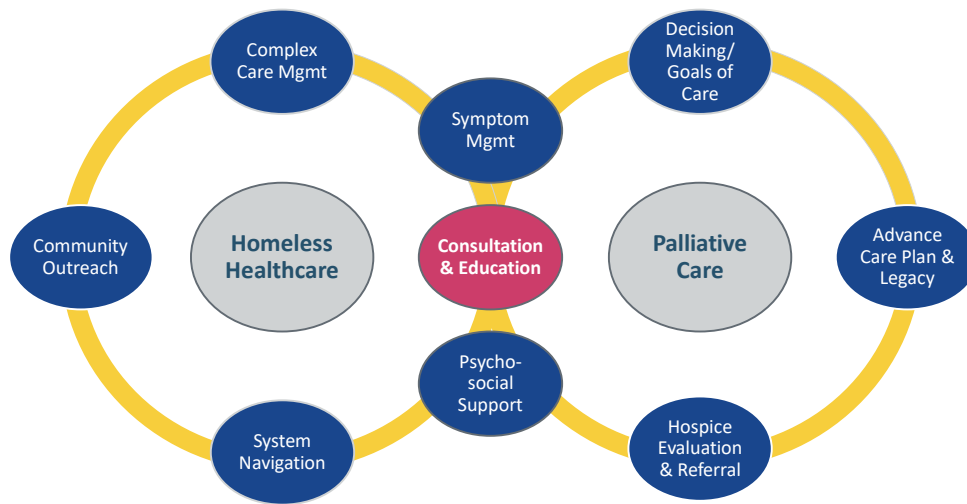 Complex
Care Mgmt
Decision
Making/
Goals of
Care
Symptom
Mgmt
Community
Outreach
Homeless
Healthcare
Consultation
& Education
Palliative
Care
Advance
Care Plan &
Legacy
Psycho-
social
Support
System
Navigation
Hospice
Evaluation
& Referral